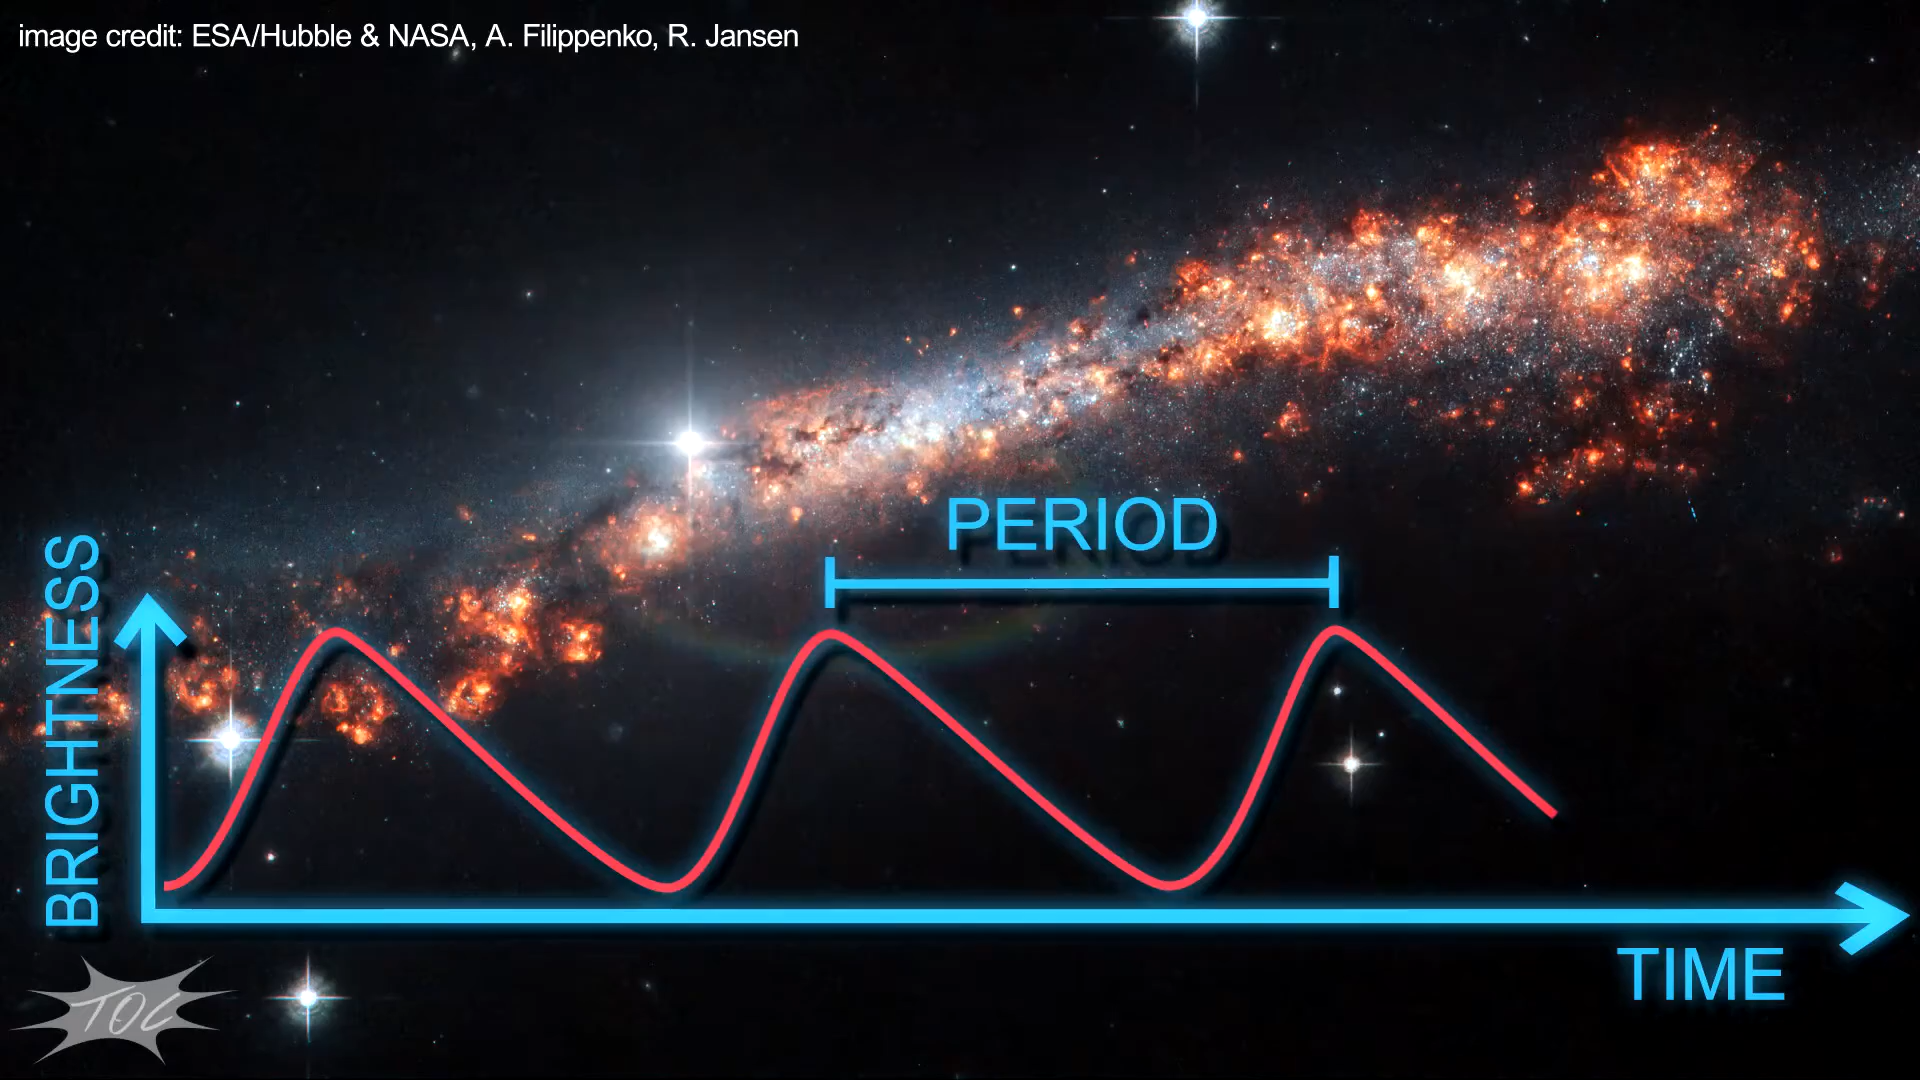 image credit: ESA/Hubble & NASA, A. Filippenko, R. Jansen
PERIOD
BRIGHTNESS
TIME
TOC